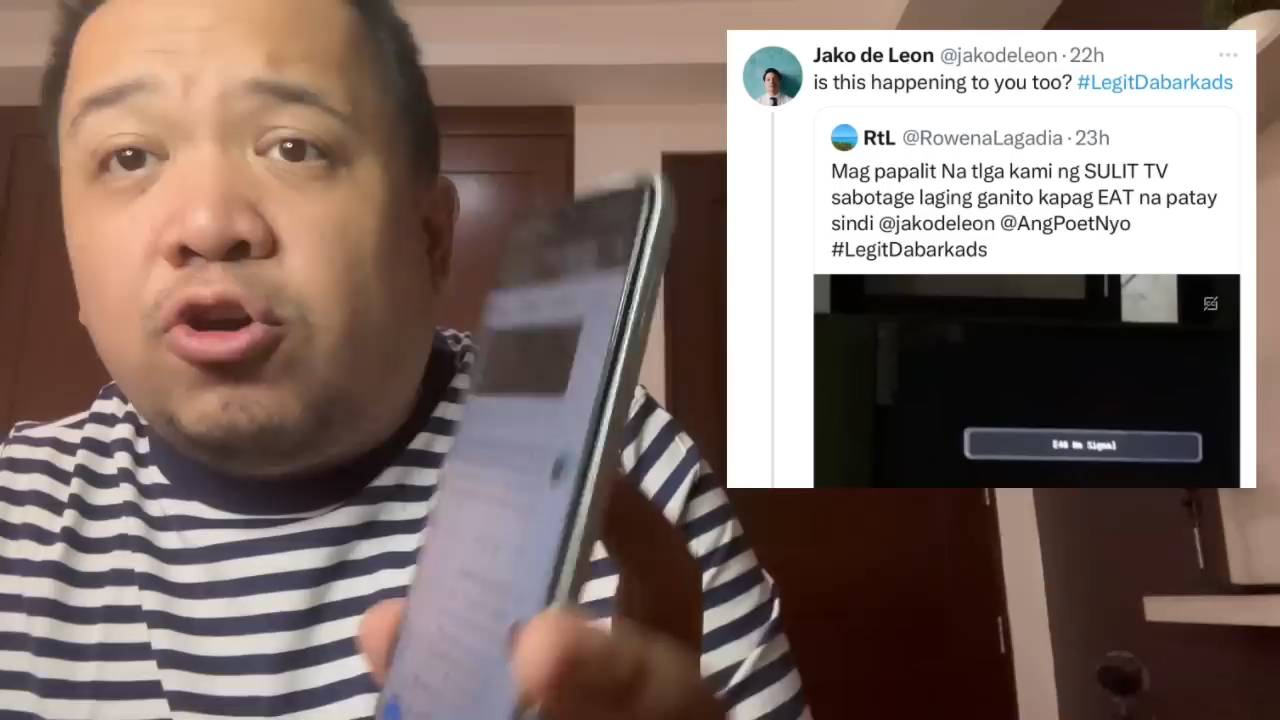 Jako de Leon @jakodeleon · 22h
is this happening to you too? #LegitDabarkads
RtL @RowenaLagadia · 23h
Mag papalit Na tlga kami ng SULIT TV
sabotage laging ganito kapag EAT na patay
sindi @jakodeleon @AngPoetNyo
#LegitDabarkads
E48 No Signal